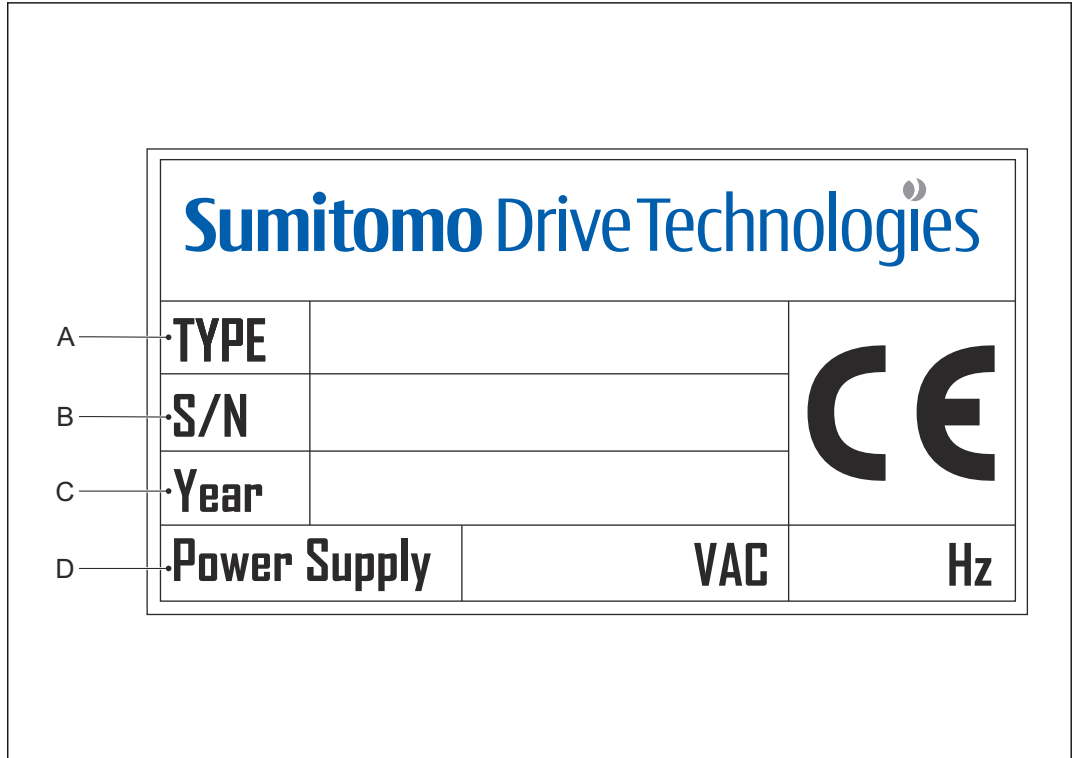 Sumitomo Drive Technologies
A TYPE
B S/N
C Year
CE
D Power Supply VAC Hz